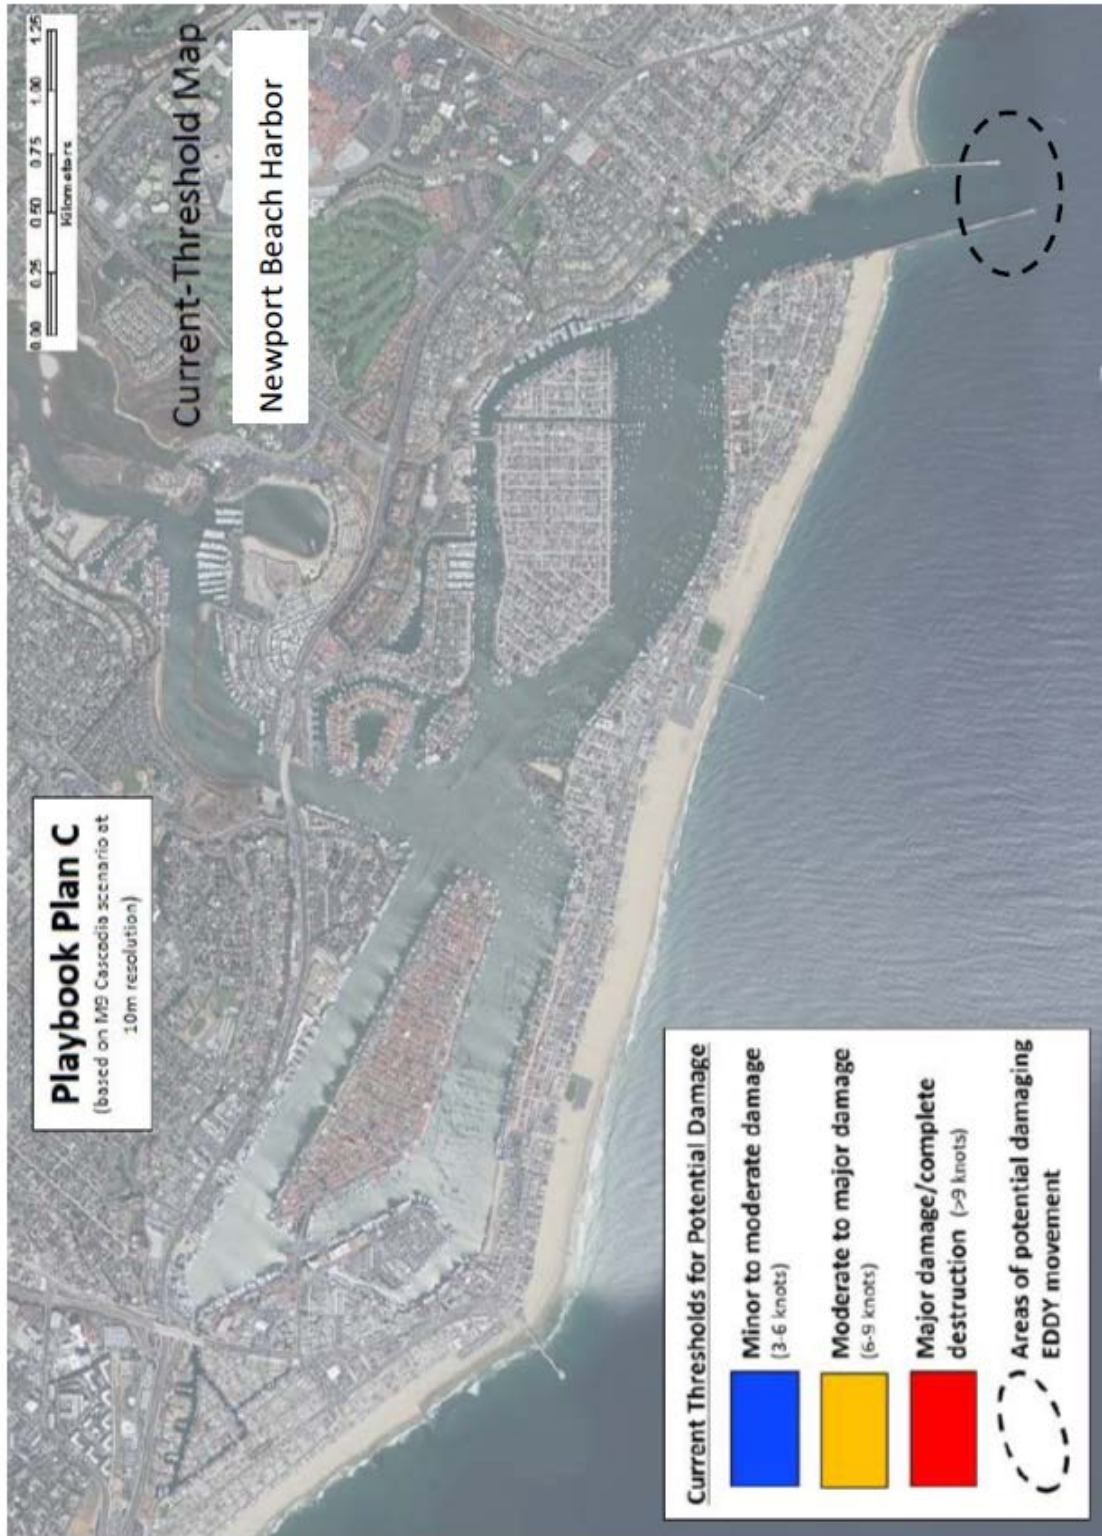 Playbook Plan C
(based on M9 Cascadia scenario at
10m resolution)
0.00 0.25 0.50 0.75 1.00 1.25
Kilometers
Current-Threshold Map
Newport Beach Harbor
Current Thresholds for Potential Damage
Minor to moderate damage
(3-6 knots)
Moderate to major damage
(6-9 knots)
Major damage/complete
destruction (>9 knots)
Areas of potential damaging
EDDY movement